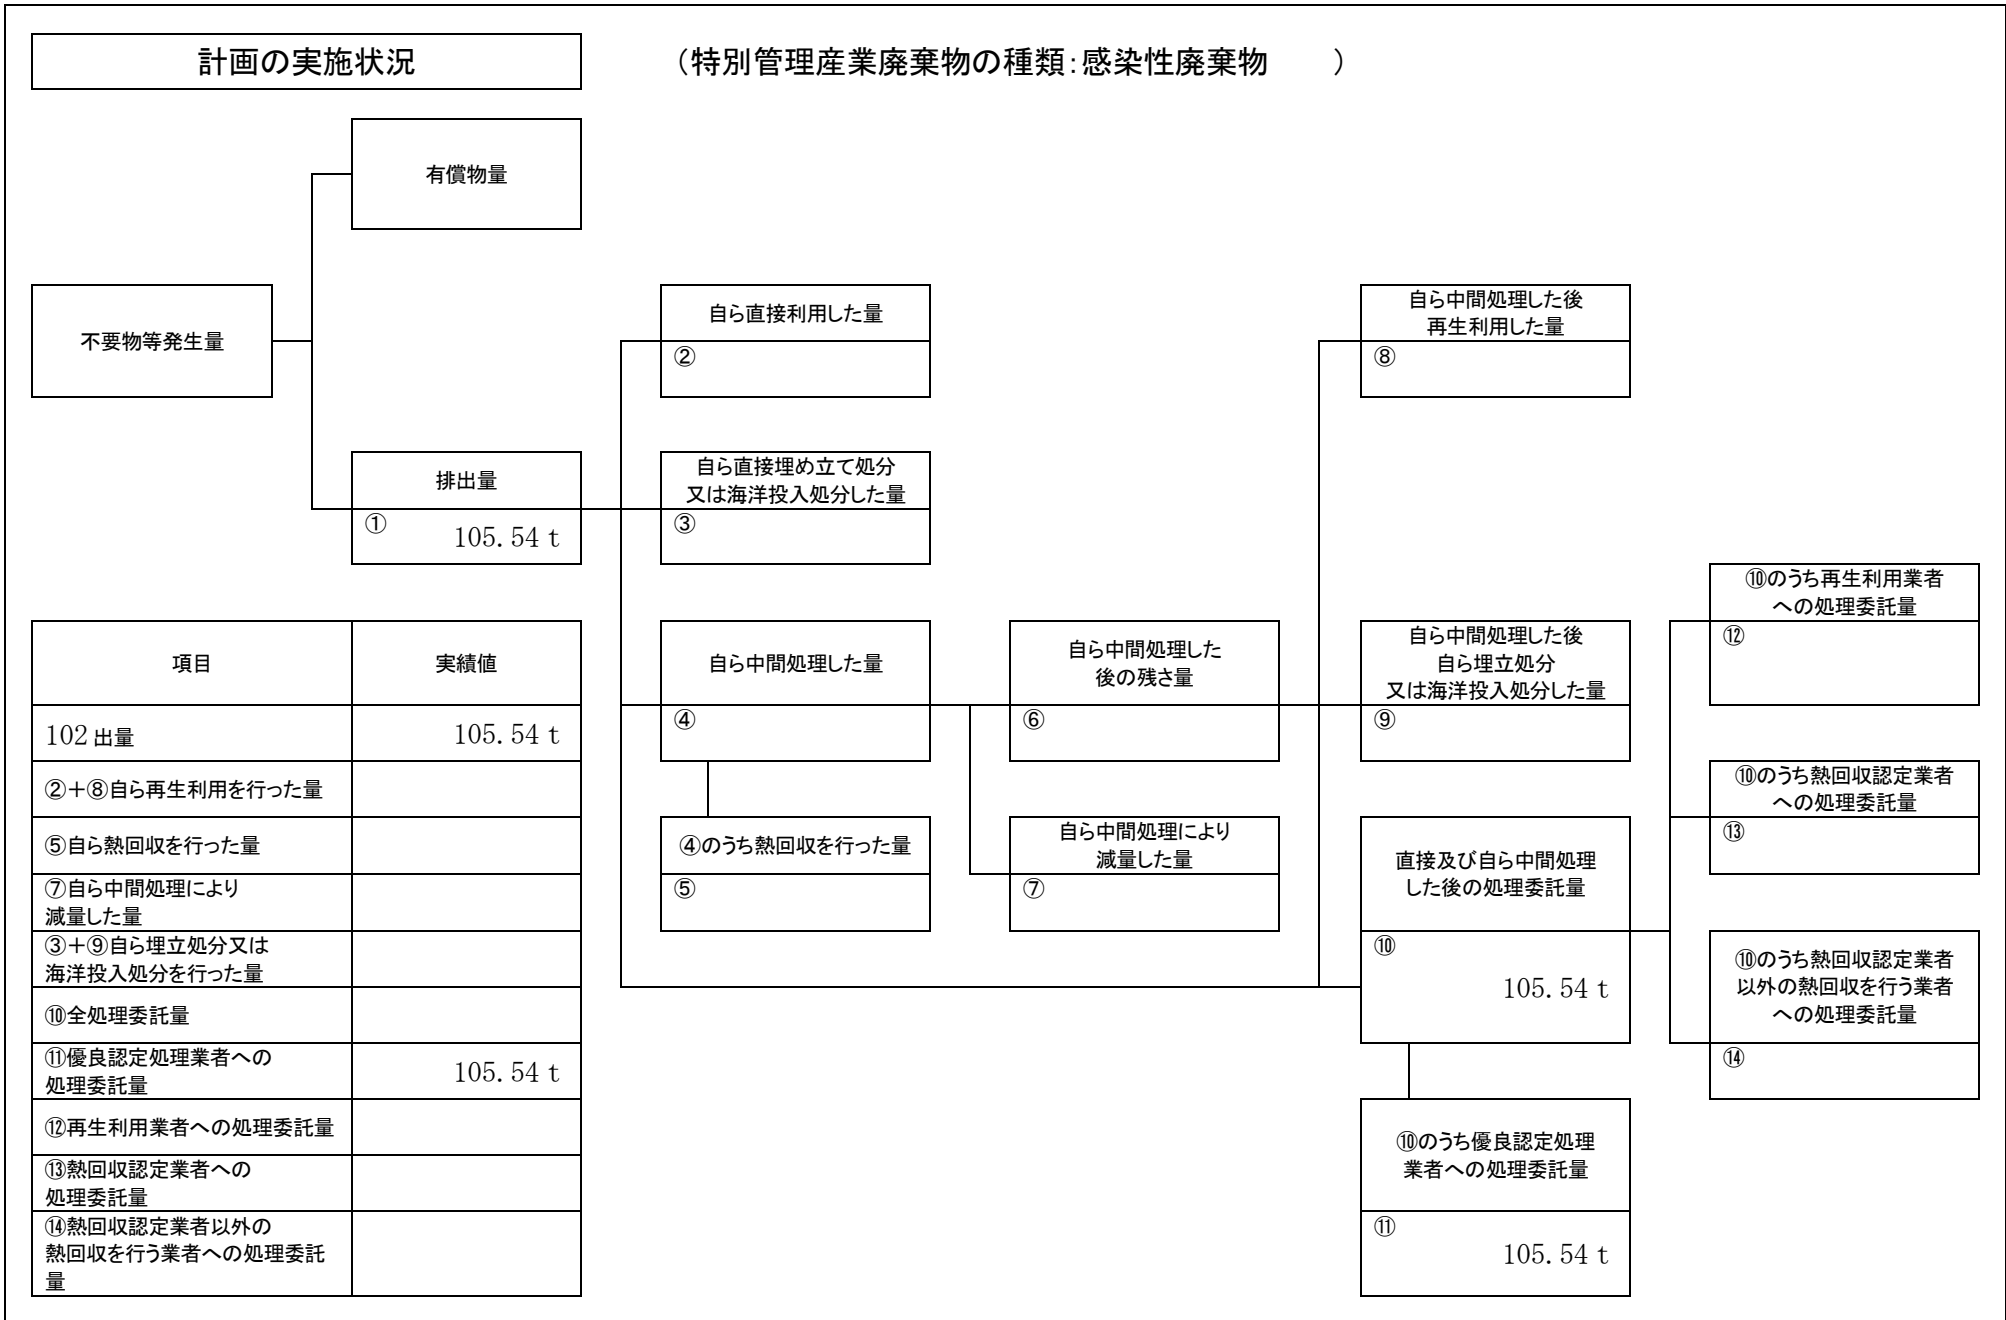 計画の実施状況
（特別管理産業廃棄物の種類：感染性廃棄物　　）
有償物量
不要物等発生量
自ら直接利用した量
②
自ら中間処理した後
再生利用した量
⑧
排出量
①
105.54 t
自ら直接埋め立て処分
又は海洋投入処分した量
③
⑩のうち再生利用業者
への処理委託量
⑫
項目
実績値
102 出量
105.54 t
②＋⑧自ら再生利用を行った量
⑤自ら熱回収を行った量
⑦自ら中間処理により
減量した量
③＋⑨自ら埋立処分又は
海洋投入処分を行った量
⑩全処理委託量
⑪優良認定処理業者への
処理委託量
105.54 t
⑫再生利用業者への処理委託量
⑬熱回収認定業者への
処理委託量
⑭熱回収認定業者以外の
熱回収を行う業者への処理委託
量
自ら中間処理した量
④
自ら中間処理した
後の残さ量
⑥
自ら中間処理した後
自ら埋立処分
又は海洋投入処分した量
⑨
④のうち熱回収を行った量
⑤
自ら中間処理により
減量した量
⑦
直接及び自ら中間処理
した後の処理委託量
⑩
105.54 t
⑩のうち熱回収認定業者
への処理委託量
⑬
⑩のうち熱回収認定業者
以外の熱回収を行う業者
への処理委託量
⑭
⑩のうち優良認定処理
業者への処理委託量
⑪
105.54 t